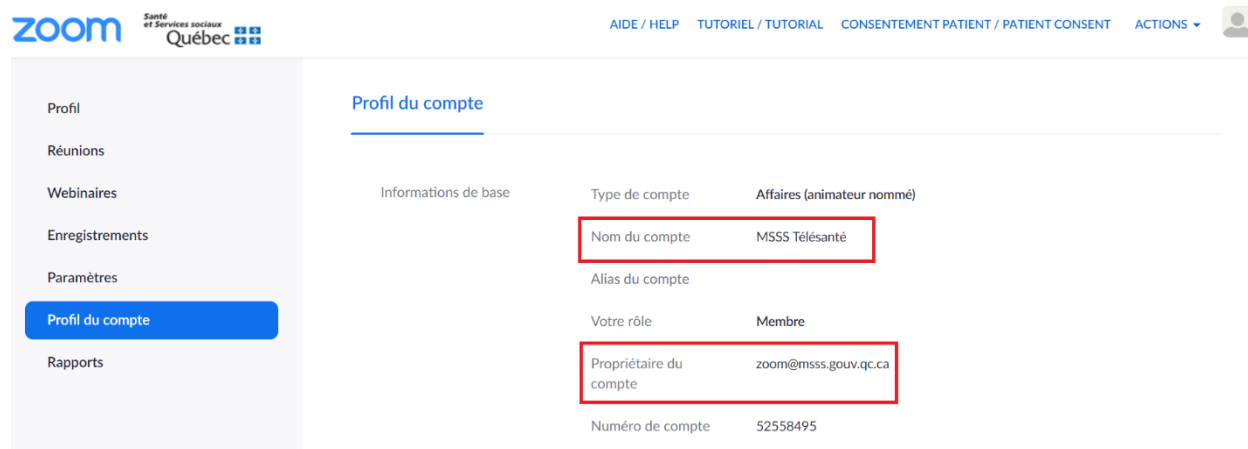 zoom
Santé
et Services sociaux
Québec
AIDE / HELP TUTORIEL / TUTORIAL CONSENTEMENT PATIENT / PATIENT CONSENT ACTIONS
Profil
Réunions
Webinaires
Enregistrements
Paramètres
Profil du compte
Rapports
Profil du compte
Informations de base
Type de compte Affaires (animateur nommé)
Nom du compte MSSS Télésanté
Alias du compte
Votre rôle Membre
Propriétaire du zoom@msss.gouv.qc.ca
compte
Numéro de compte 52558495